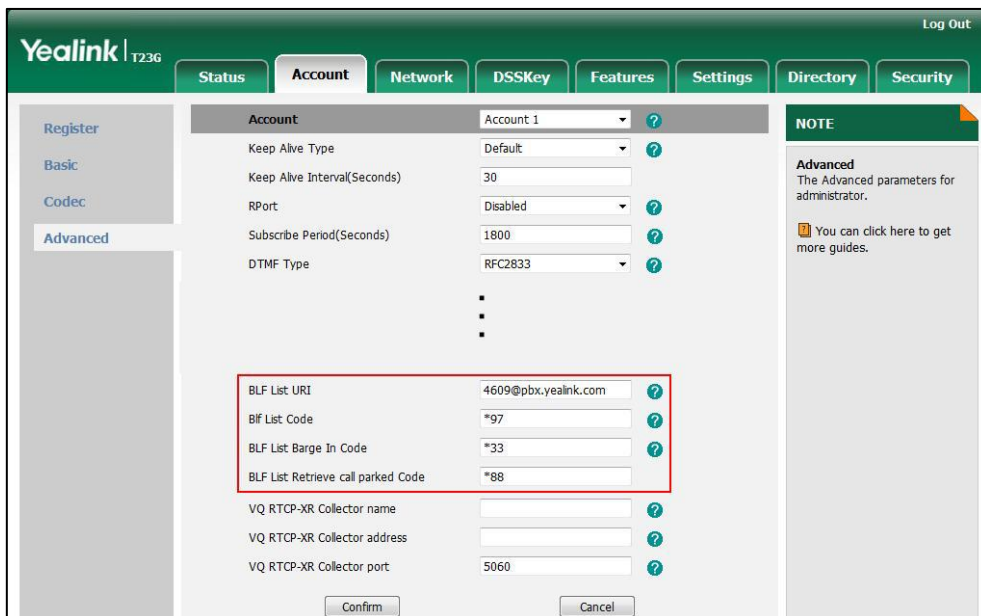 Log Out
Yealink T23G
Status Account Network DSSKey Features Settings Directory Security
Register
Basic
Codec
Advanced
Account Account 1 ?
Keep Alive Type Default ?
Keep Alive Interval(Seconds) 30
RPort Disabled ?
Subscribe Period(Seconds) 1800 ?
DTMF Type RFC2833 ?
BLF List URI 4609@pbx.yealink.com ?
Blf List Code *97 ?
BLF List Barge In Code *33 ?
BLF List Retrieve call parked Code *88
VQ RTCP-XR Collector name ?
VQ RTCP-XR Collector address ?
VQ RTCP-XR Collector port 5060 ?
Confirm Cancel
NOTE
Advanced
The Advanced parameters for
administrator.
? You can click here to get
more guides.